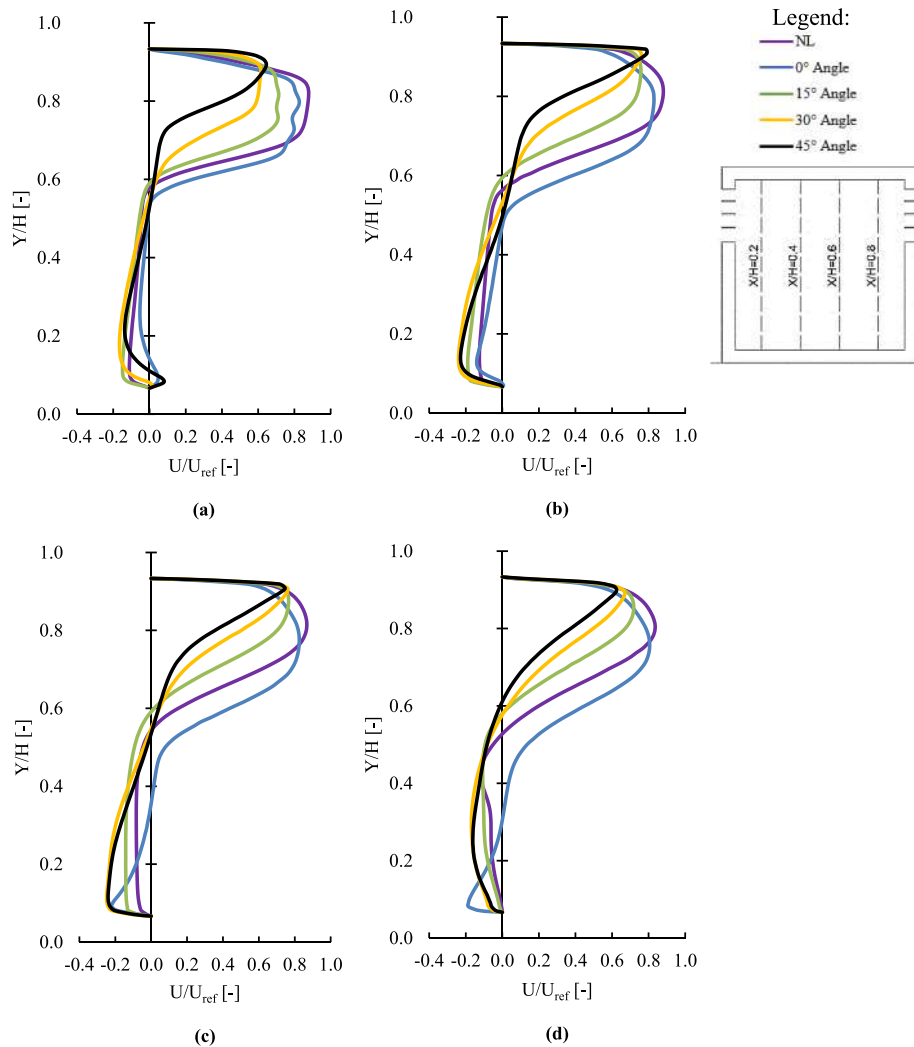 Legend:
NL
0° Angle
15° Angle
30° Angle
45° Angle
X/H=0.2
X/H=0.4
X/H=0.6
X/H=0.8
1.0
0.8
0.6
0.4
0.2
0.0
Y/H [-]
-0.4 -0.2 0.0 0.2 0.4 0.6 0.8 1.0
U/Uref [-]
(a)
1.0
0.8
0.6
0.4
0.2
0.0
Y/H [-]
-0.4 -0.2 0.0 0.2 0.4 0.6 0.8 1.0
U/Uref [-]
(b)
1.0
0.8
0.6
0.4
0.2
0.0
Y/H [-]
-0.4 -0.2 0.0 0.2 0.4 0.6 0.8 1.0
U/Uref [-]
(c)
1.0
0.8
0.6
0.4
0.2
0.0
Y/H [-]
-0.4 -0.2 0.0 0.2 0.4 0.6 0.8 1.0
U/Uref [-]
(d)